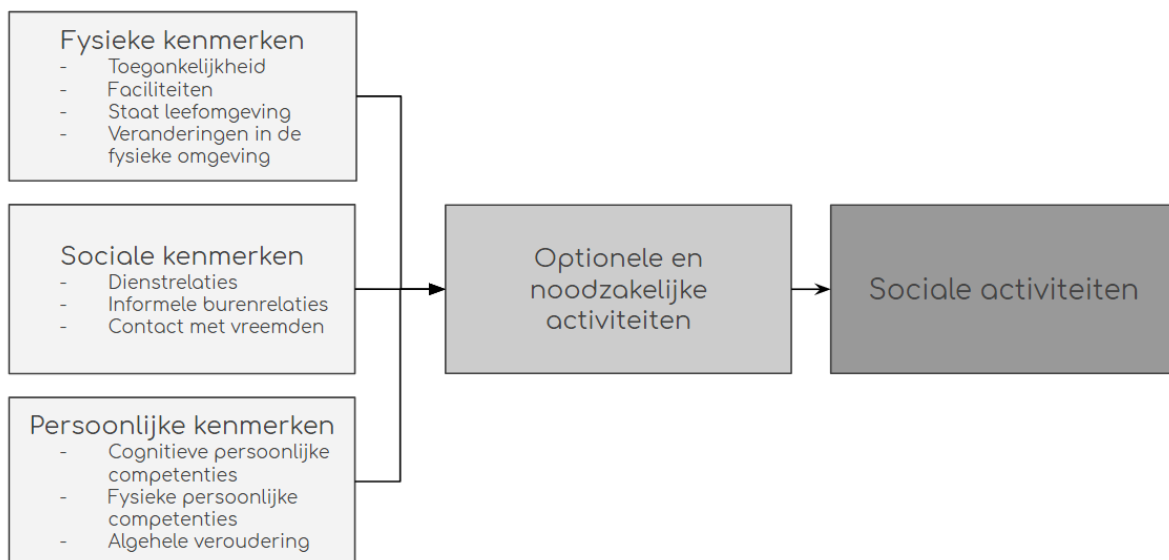 Fysieke kenmerken
- Toegankelijkheid
- Faciliteiten
- Staat leefomgeving
- Veranderingen in de
fysieke omgeving
Sociale kenmerken
- Dienstrelaties
- Informele burenrelaties
- Contact met vreemden
Persoonlijke kenmerken
- Cognitieve persoonlijke
competenties
- Fysieke persoonlijke
competenties
- Algehele veroudering
Optionele en
noodzakelijke
activiteiten
Sociale activiteiten